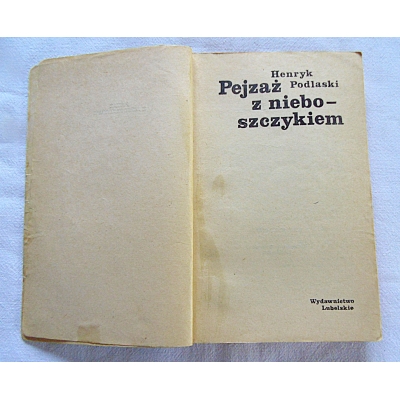 Henryk
Pejzaż Podlaski
z niebo–
szczykiem
Wydawnictwo
Lubelskie